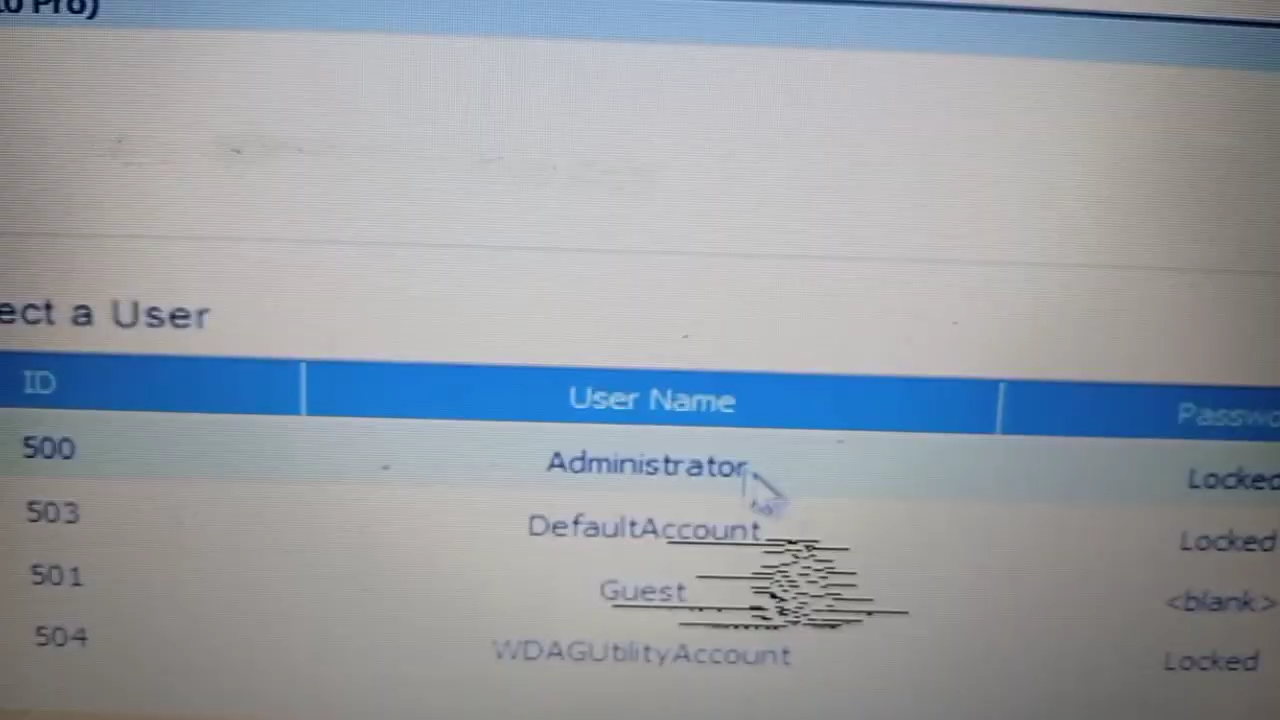 10 Pro)
ect a User
ID User Name Passwo
500 Administrator Locked
503 DefaultAccount Locked
501 Guest <blank>
504 WDAGUtilityAccount Locked